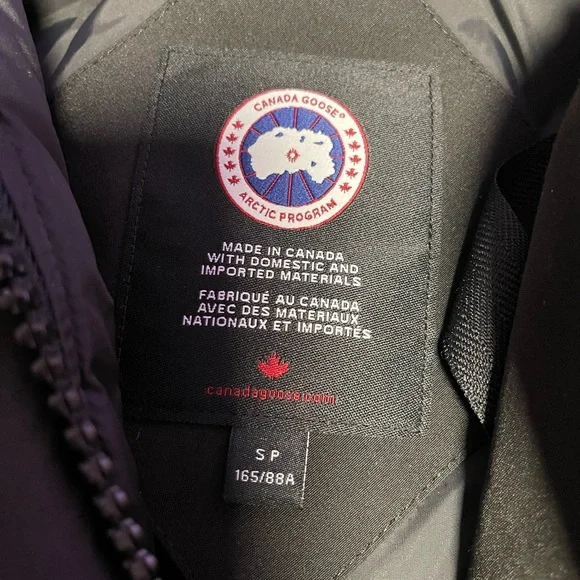 CANADA GOOSE®
ARCTIC PROGRAM
MADE IN CANADA
WITH DOMESTIC AND
IMPORTED MATERIALS
FABRIQUÉ AU CANADA
AVEC DES MATERIAUX
NATIONAUX ET IMPORTÉS
canadagoose.com
S P
165/88A